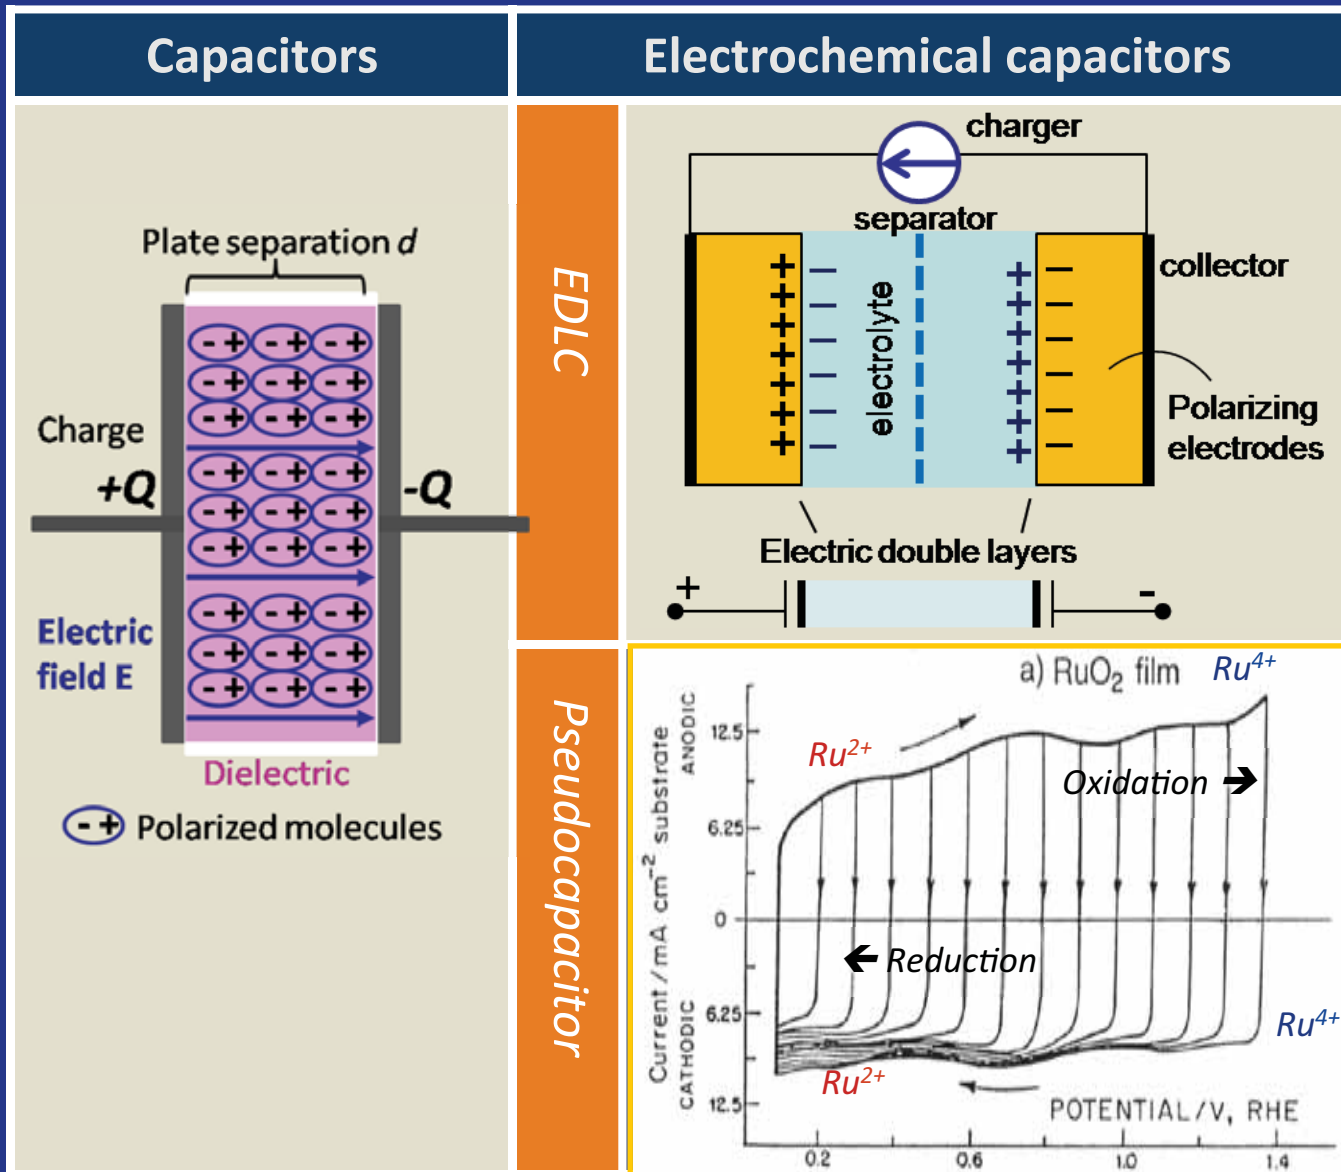 Capacitors
Electrochemical capacitors
Plate separation d
- + - + - +
- + - + - +
- + - + - +
Charge
- + - + - +
+Q
-Q
- + - + - +
- + - + - +
Electric
field E
- + - + - +
- + - + - +
- + - + - +
Dielectric
- + Polarized molecules
EDLC
charger
separator
collector
electrolyte
+ + + + + + +
− − − − − −
+ + + + + + +
− − − − − −
Polarizing
electrodes
Electric double layers
+ -
Pseudocapacitor
a) RuO₂ film
Ru⁴⁺
Ru²⁺
Oxidation →
← Reduction
Ru⁴⁺
Ru²⁺
Current / mA cm⁻² substrate
ANODIC
CATHODIC
12.5
6.25
0
6.25
12.5
POTENTIAL/V, RHE
0.2 0.6 1.0 1.4